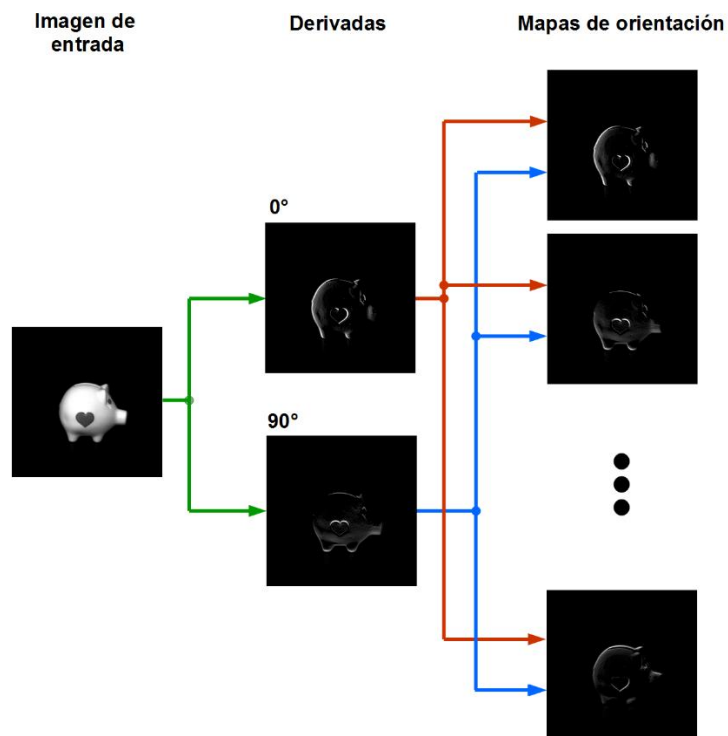 Imagen de
entrada
Derivadas
Mapas de orientación
0°
90°